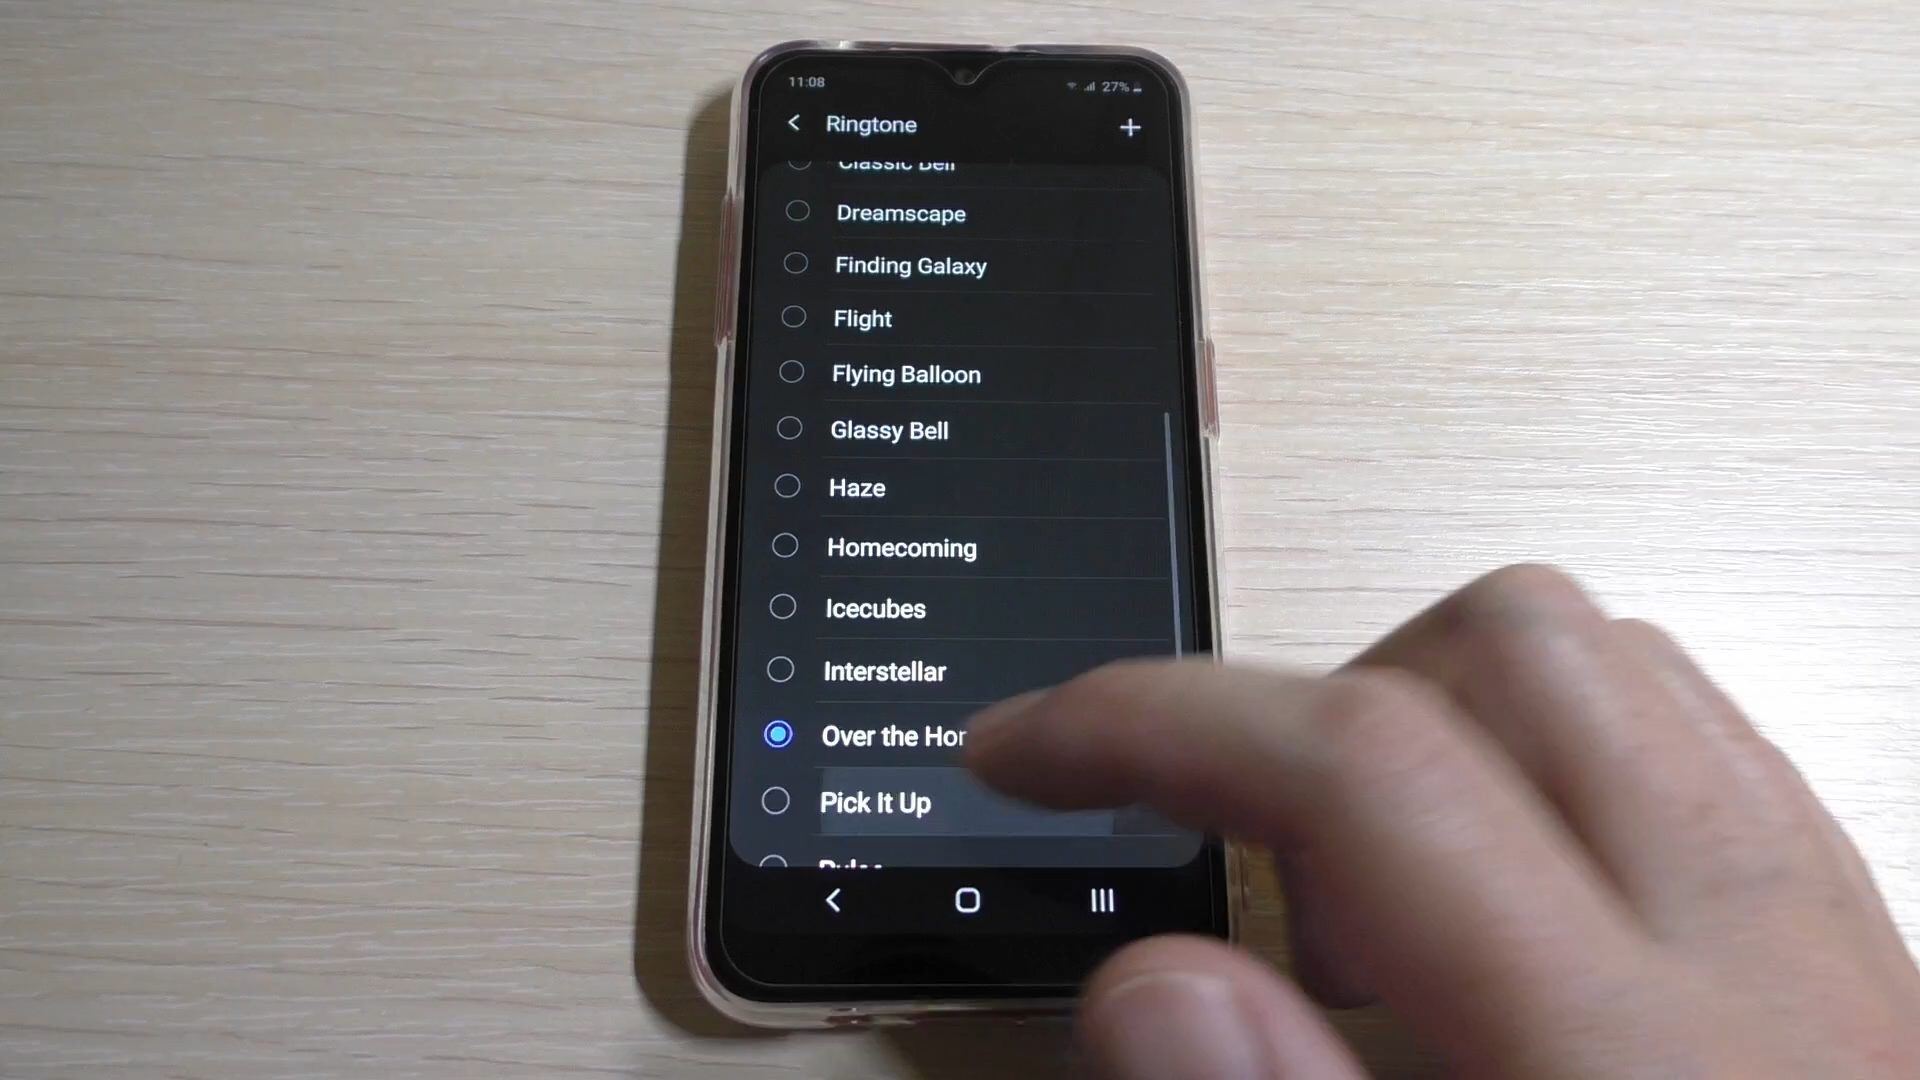 11:08
27%
Ringtone
Classic Bell
Dreamscape
Finding Galaxy
Flight
Flying Balloon
Glassy Bell
Haze
Homecoming
Icecubes
Interstellar
Over the Hor
Pick It Up